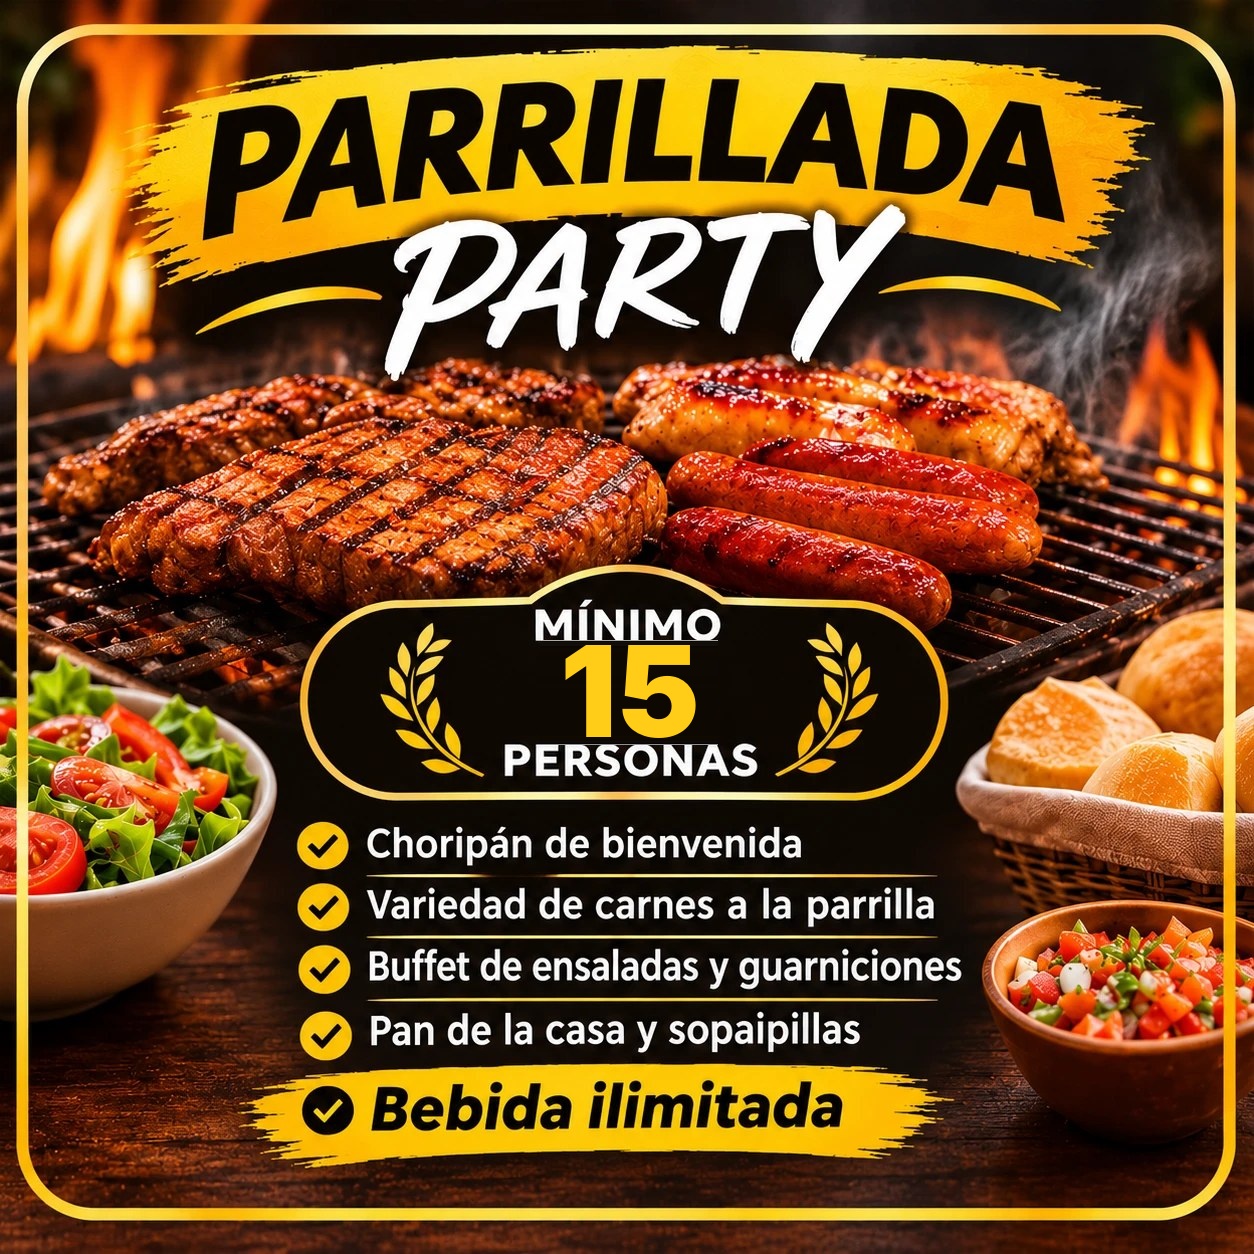 PARRILLADA
PARTY
MÍNIMO
15
PERSONAS
Choripán de bienvenida
Variedad de carnes a la parrilla
Buffet de ensaladas y guarniciones
Pan de la casa y sopaipillas
Bebida ilimitada